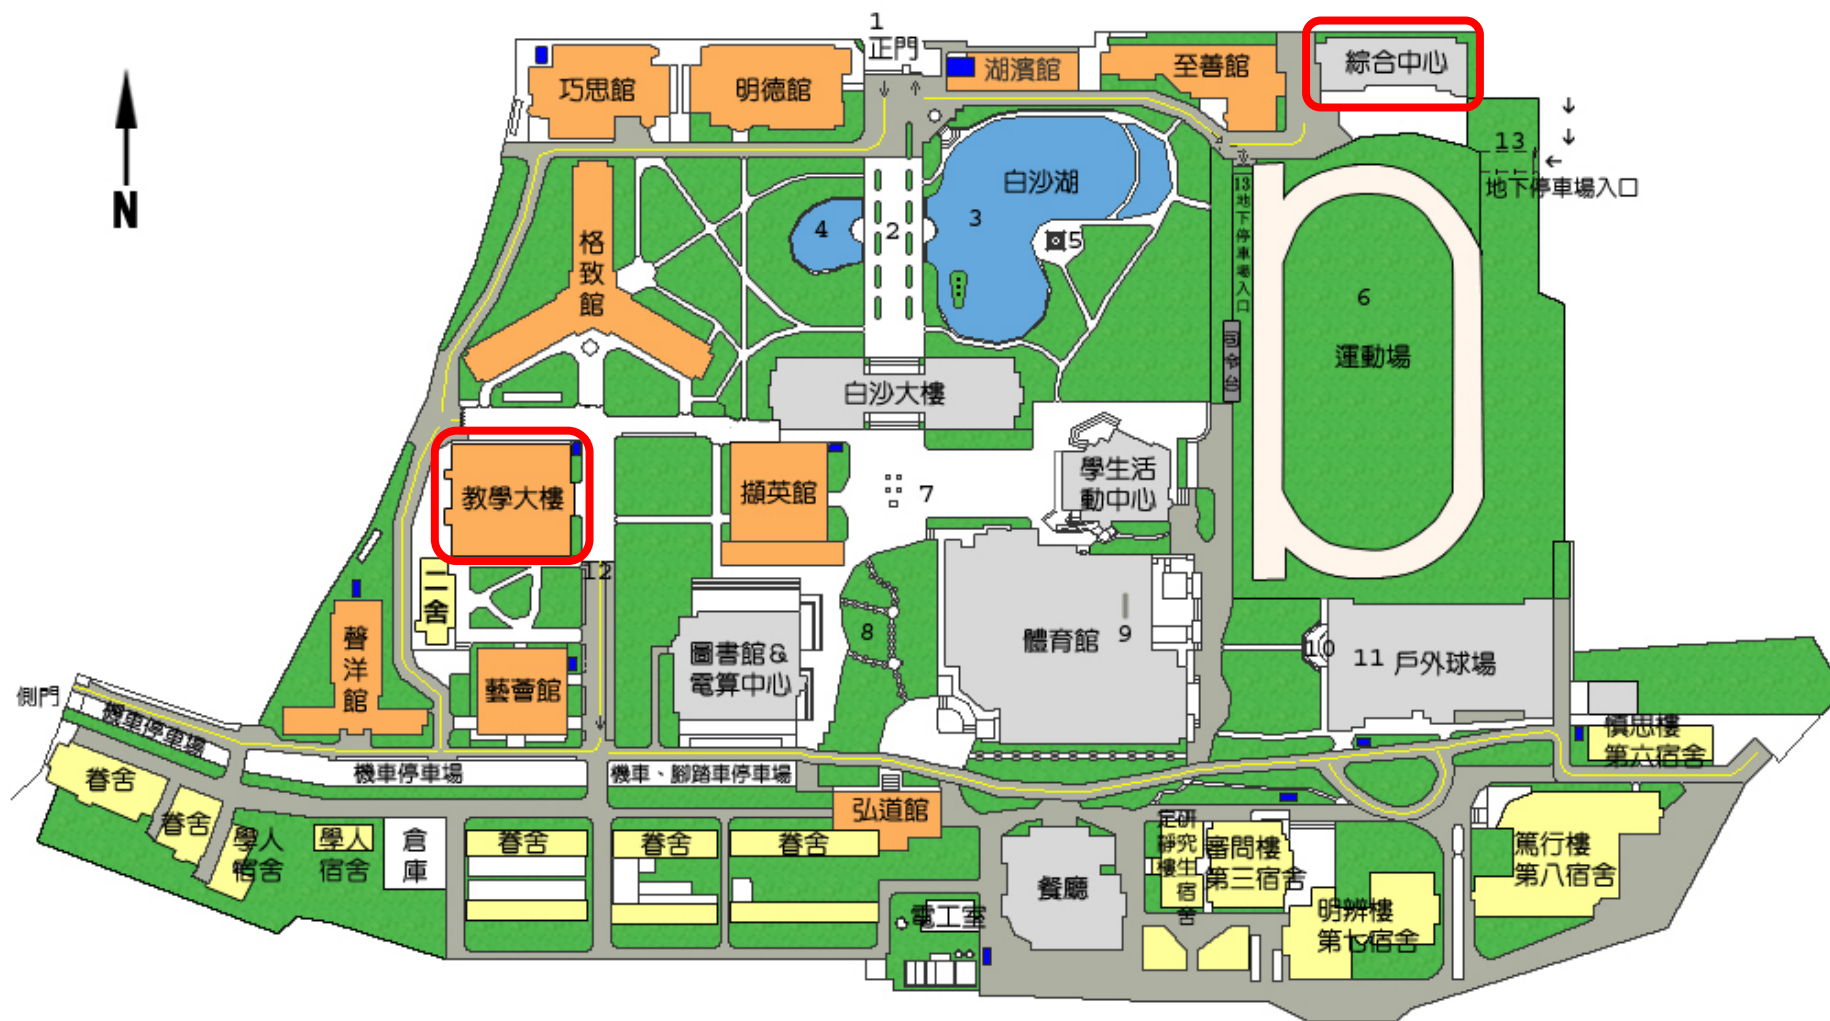 1
正門
巧思館
明德館
湖濱館
至善館
綜合中心
N
13
地下停車場入口
白沙湖
13地下停車場入口
4
2
3
5
格致館
6
運動場
司令台
白沙大樓
教學大樓
擷英館
7
學生活
動中心
12
二舍
聲洋館
藝薈館
圖書館&
電算中心
8
體育館
9
10
11
戶外球場
側門
機車停車場
機車停車場
機車、腳踏車停車場
慎思樓
第六宿舍
眷舍
眷舍
學人
宿舍
學人
宿舍
倉庫
眷舍
眷舍
眷舍
弘道館
電工室
餐廳
研究生宿舍
定靜樓
審問樓
第三宿舍
明辨樓
第七宿舍
篤行樓
第八宿舍